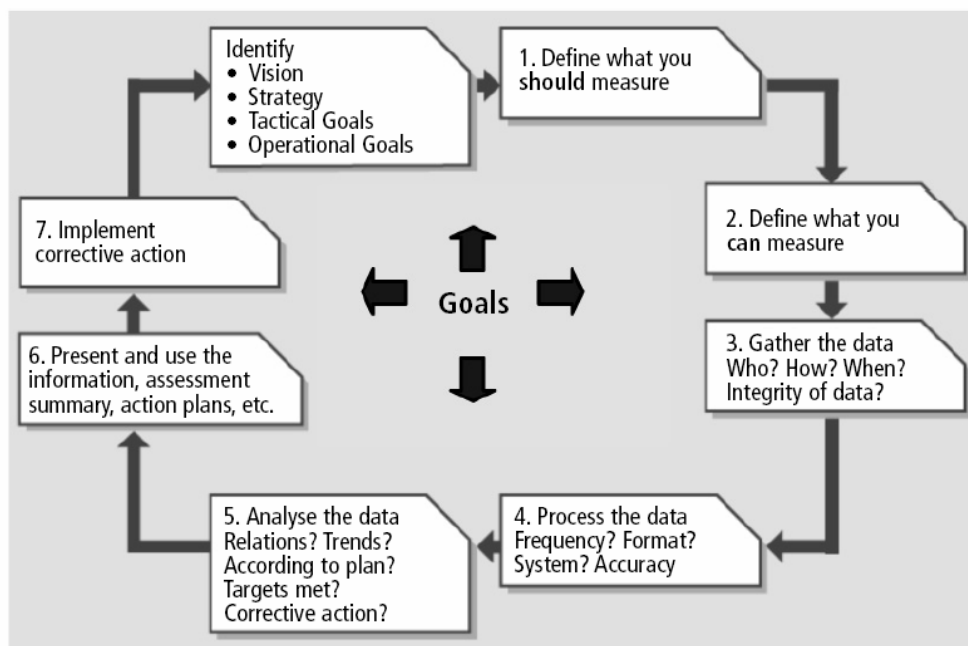 Identify
• Vision
• Strategy
• Tactical Goals
• Operational Goals
1. Define what you
should measure
2. Define what you
can measure
3. Gather the data
Who? How? When?
Integrity of data?
4. Process the data
Frequency? Format?
System? Accuracy
5. Analyse the data
Relations? Trends?
According to plan?
Targets met?
Corrective action?
6. Present and use the
information, assessment
summary, action plans, etc.
7. Implement
corrective action
Goals